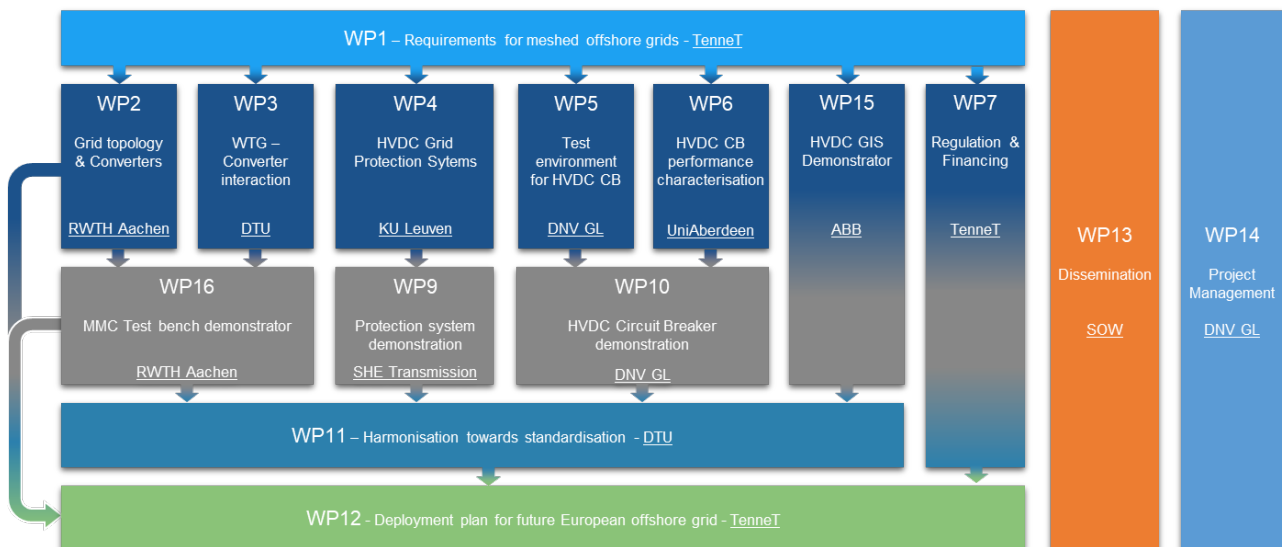 WP1 – Requirements for meshed offshore grids - TenneT
WP2
Grid topology
& Converters
RWTH Aachen
WP3
WTG –
Converter
interaction
DTU
WP4
HVDC Grid
Protection Sytems
KU Leuven
WP5
Test
environment
for HVDC CB
DNV GL
WP6
HVDC CB
performance
characterisation
UniAberdeen
WP15
HVDC GIS
Demonstrator
ABB
WP7
Regulation &
Financing
TenneT
WP16
MMC Test bench demonstrator
RWTH Aachen
WP9
Protection system
demonstration
SHE Transmission
WP10
HVDC Circuit Breaker
demonstration
DNV GL
WP11 – Harmonisation towards standardisation - DTU
WP12 - Deployment plan for future European offshore grid - TenneT
WP13
Dissemination
SOW
WP14
Project
Management
DNV GL